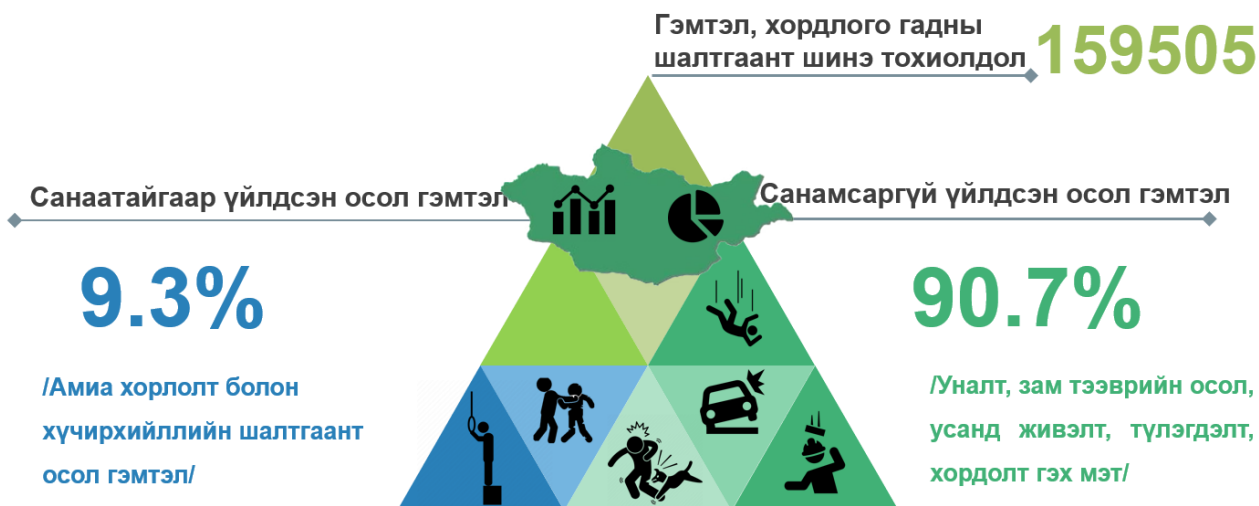 Гэмтэл, хордлого гадны
шалтгаант шинэ тохиолдол
159505
Санаатайгаар үйлдсэн осол гэмтэл
Санамсаргүй үйлдсэн осол гэмтэл
9.3%
90.7%
/Амиа хорлолт болон
хүчирхийллийн шалтгаант
осол гэмтэл/
/Уналт, зам тээврийн осол,
усанд живэлт, түлэгдэлт,
хордолт гэх мэт/